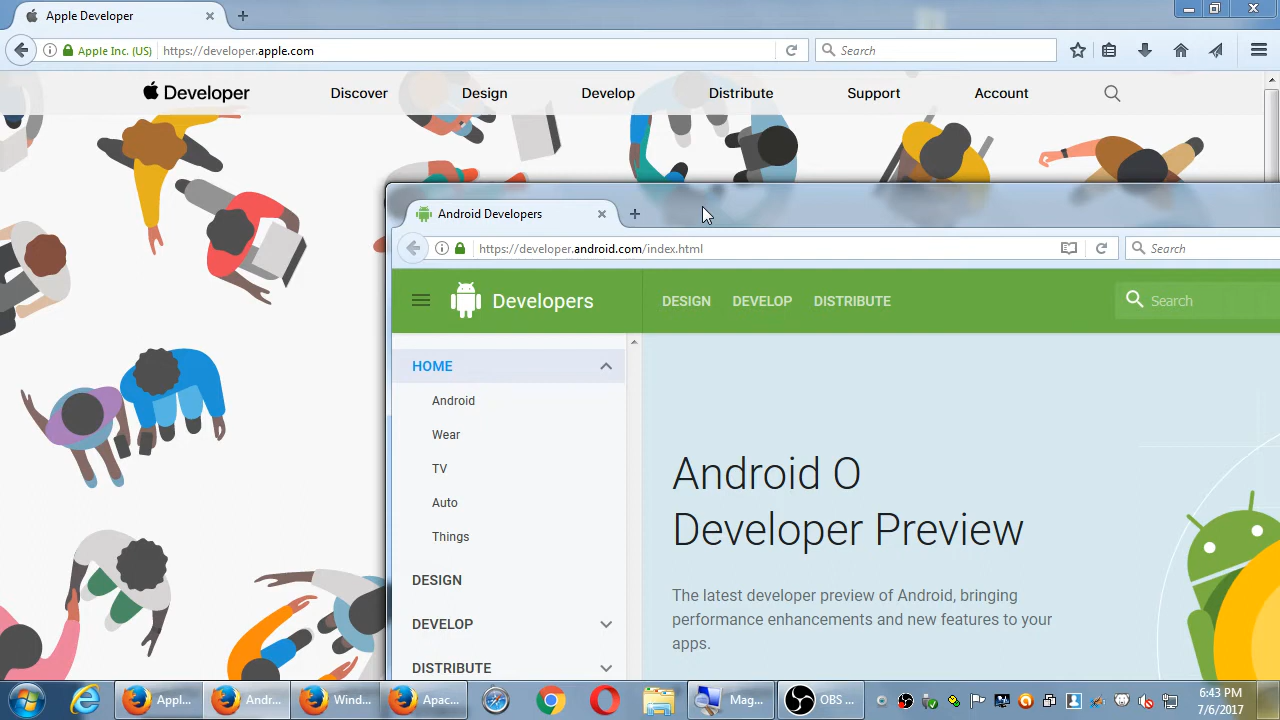 Apple Developer
Apple Inc. (US) https://developer.apple.com Search
Developer Discover Design Develop Distribute Support Account
Android Developers
https://developer.android.com/index.html Search
Developers DESIGN DEVELOP DISTRIBUTE Search
HOME
Android
Wear
TV
Auto
Things
DESIGN
DEVELOP
DISTRIBUTE
Android O
Developer Preview
The latest developer preview of Android, bringing
performance enhancements and new features to your
apps.
Appl... Andr... Wind... Apac... Mag... OBS ... 6:43 PM
7/6/2017